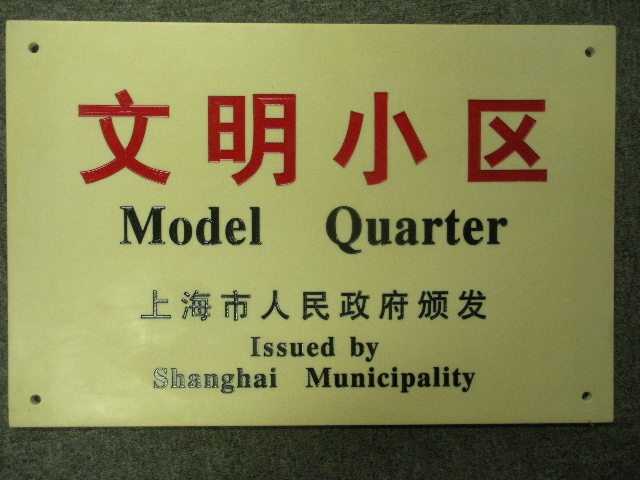 文明小区
Model Quarter
上海市人民政府颁发
Issued by
Shanghai Municipality